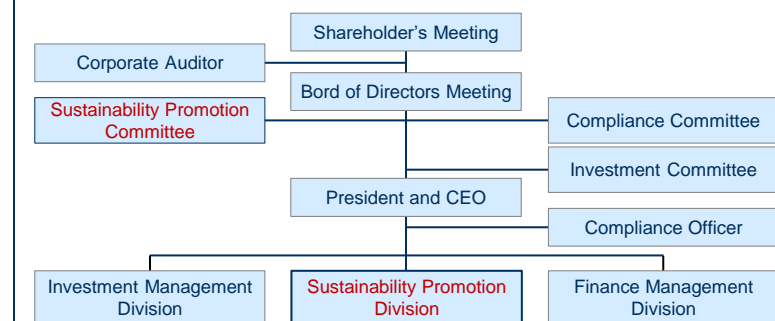 Shareholder's Meeting
Corporate Auditor
Bord of Directors Meeting
Sustainability Promotion
Committee
Compliance Committee
Investment Committee
President and CEO
Compliance Officer
Investment Management
Division
Sustainability Promotion
Division
Finance Management
Division